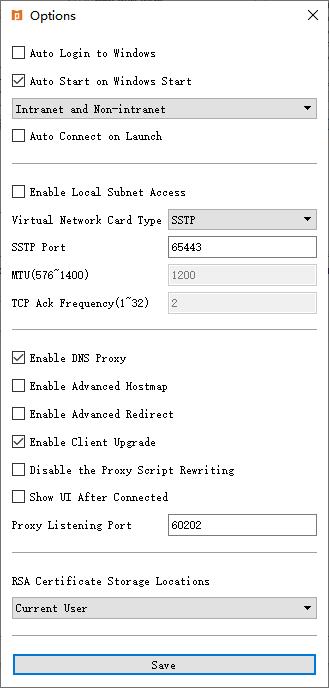 Options
Auto Login to Windows
Auto Start on Windows Start
Intranet and Non-intranet
Auto Connect on Launch
Enable Local Subnet Access
Virtual Network Card Type SSTP
SSTP Port 65443
MTU(576~1400) 1200
TCP Ack Frequency(1~32) 2
Enable DNS Proxy
Enable Advanced Hostmap
Enable Advanced Redirect
Enable Client Upgrade
Disable the Proxy Script Rewriting
Show UI After Connected
Proxy Listening Port 60202
RSA Certificate Storage Locations
Current User
Save